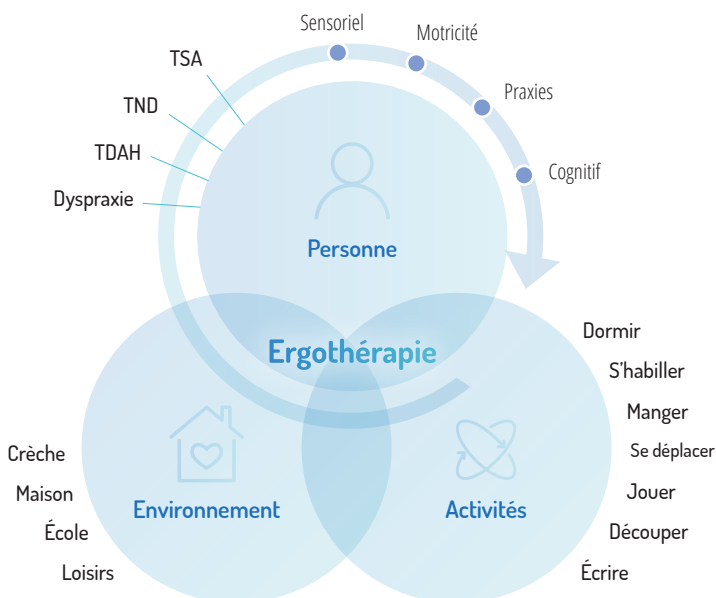 Sensoriel
Motricité
Praxies
Cognitif
TSA
TND
TDAH
Dyspraxie
Personne
Ergothérapie
Crèche
Maison
École
Loisirs
Environnement
Activités
Dormir
S'habiller
Manger
Se déplacer
Jouer
Découper
Écrire